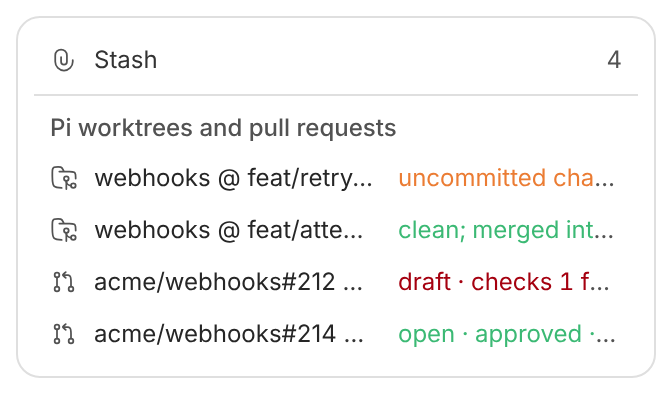 Stash 4
Pi worktrees and pull requests
webhooks @ feat/retry... uncommitted cha...
webhooks @ feat/atte... clean; merged int...
acme/webhooks#212 ... draft · checks 1 f...
acme/webhooks#214 ... open · approved ·...